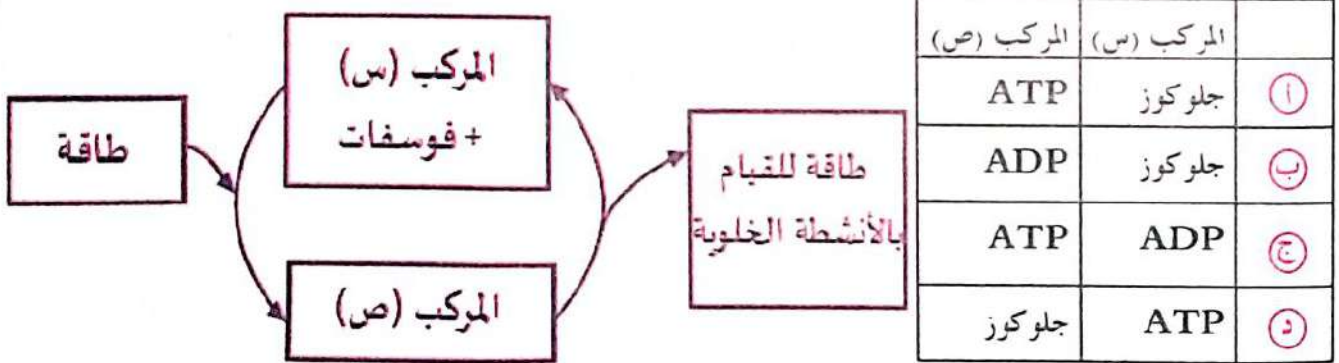 المركب (س)
+ فوسفات
طاقة
طاقة للقيام
بالأنشطة الخلوية
المركب (ص)
المركب (س) المركب (ص)
أ جلوكوز ATP
ب جلوكوز ADP
ج ADP ATP
د ATP جلوكوز